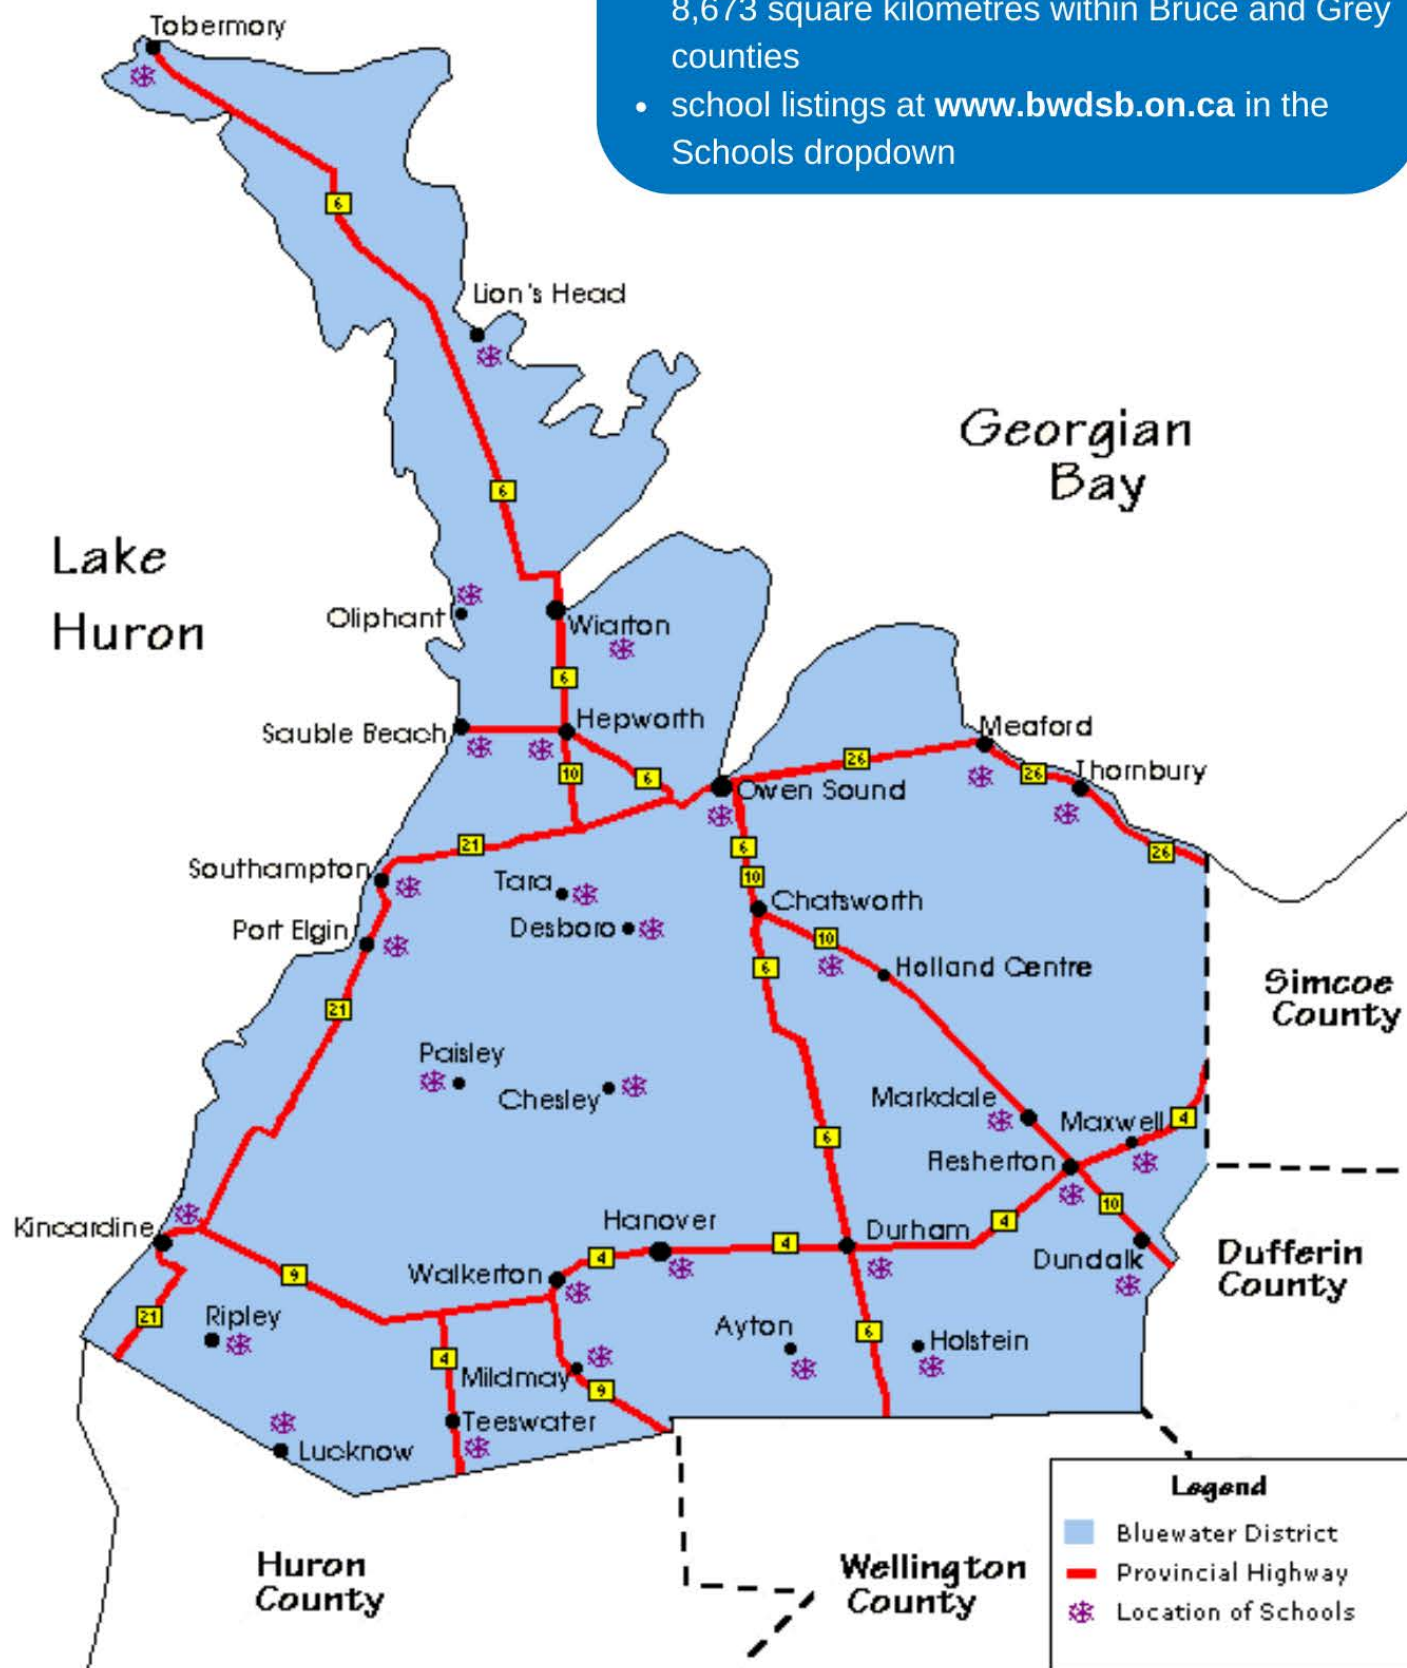 8,673 square kilometres within Bruce and Grey
counties
• school listings at www.bwdsb.on.ca in the
Schools dropdown
Tobermory
6
Lion's Head
Georgian
Bay
6
Lake
Huron
Oliphant
Wiarton
6
Sauble Beach
Hepworth
Meaford
10
6
26
26
Thornbury
Owen Sound
21
6
26
Southampton
10
Tara
Chatsworth
Port Elgin
Desboro
10
6
Holland Centre
Simcoe
County
21
Paisley
Chesley
Markdale
Maxwell
4
6
Flesherton
10
Kincardine
Hanover
4
Durham
4
4
Walkerton
9
Dundalk
Dufferin
County
21
Ripley
Ayton
6
Holstein
4
Mildmay
9
Teeswater
Lucknow
Legend
Bluewater District
Provincial Highway
Location of Schools
Huron
County
Wellington
County